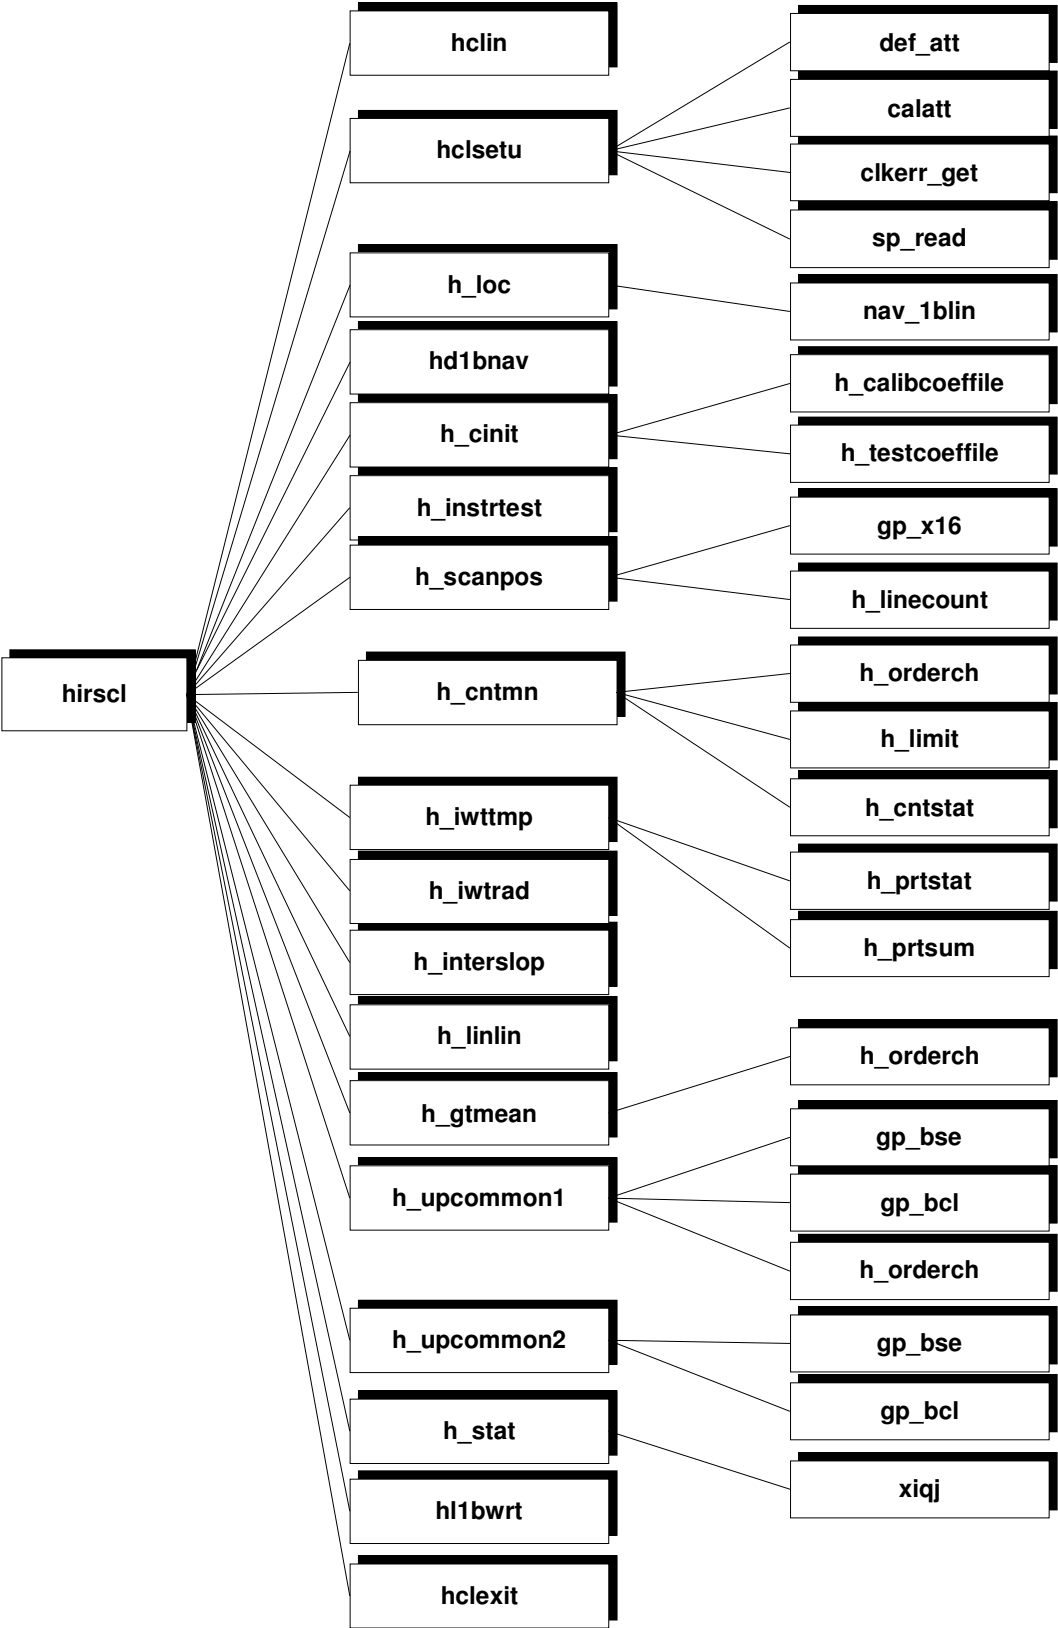 hirscl
hclin
hclsetu
h_loc
hd1bnav
h_cinit
h_instrtest
h_scanpos
h_cntmn
h_iwttmp
h_iwtrad
h_interslop
h_linlin
h_gtmean
h_upcommon1
h_upcommon2
h_stat
hl1bwrt
hclexit
def_att
calatt
clkerr_get
sp_read
nav_1blin
h_calibcoeffile
h_testcoeffile
gp_x16
h_linecount
h_orderch
h_limit
h_cntstat
h_prtstat
h_prtsum
h_orderch
gp_bse
gp_bcl
h_orderch
gp_bse
gp_bcl
xiqj